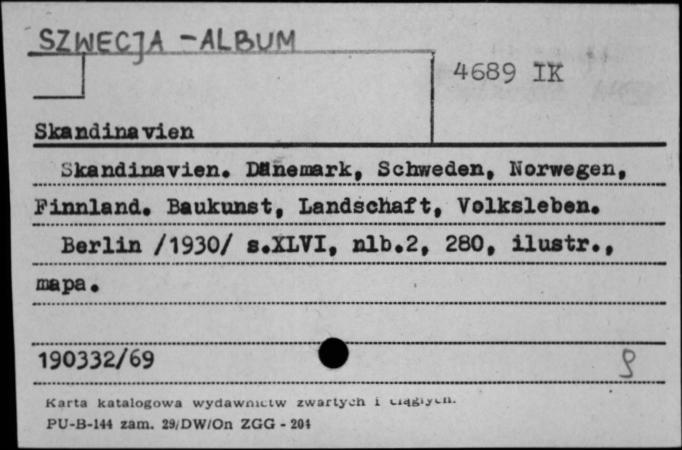 SZWECJA - ALBUM
4689 IK
Skandinavien
Skandinavien. Dänemark, Schweden, Norwegen,
Finnland. Baukunst, Landschaft, Volksleben.
Berlin /1930/ s.XLVI, nlb.2, 280, ilustr.,
mapa.
190332/69
Karta katalogowa wydawnictw zwartych i ciągłych.
PU-B-144 zam. 29/DW/On ZGG - 204